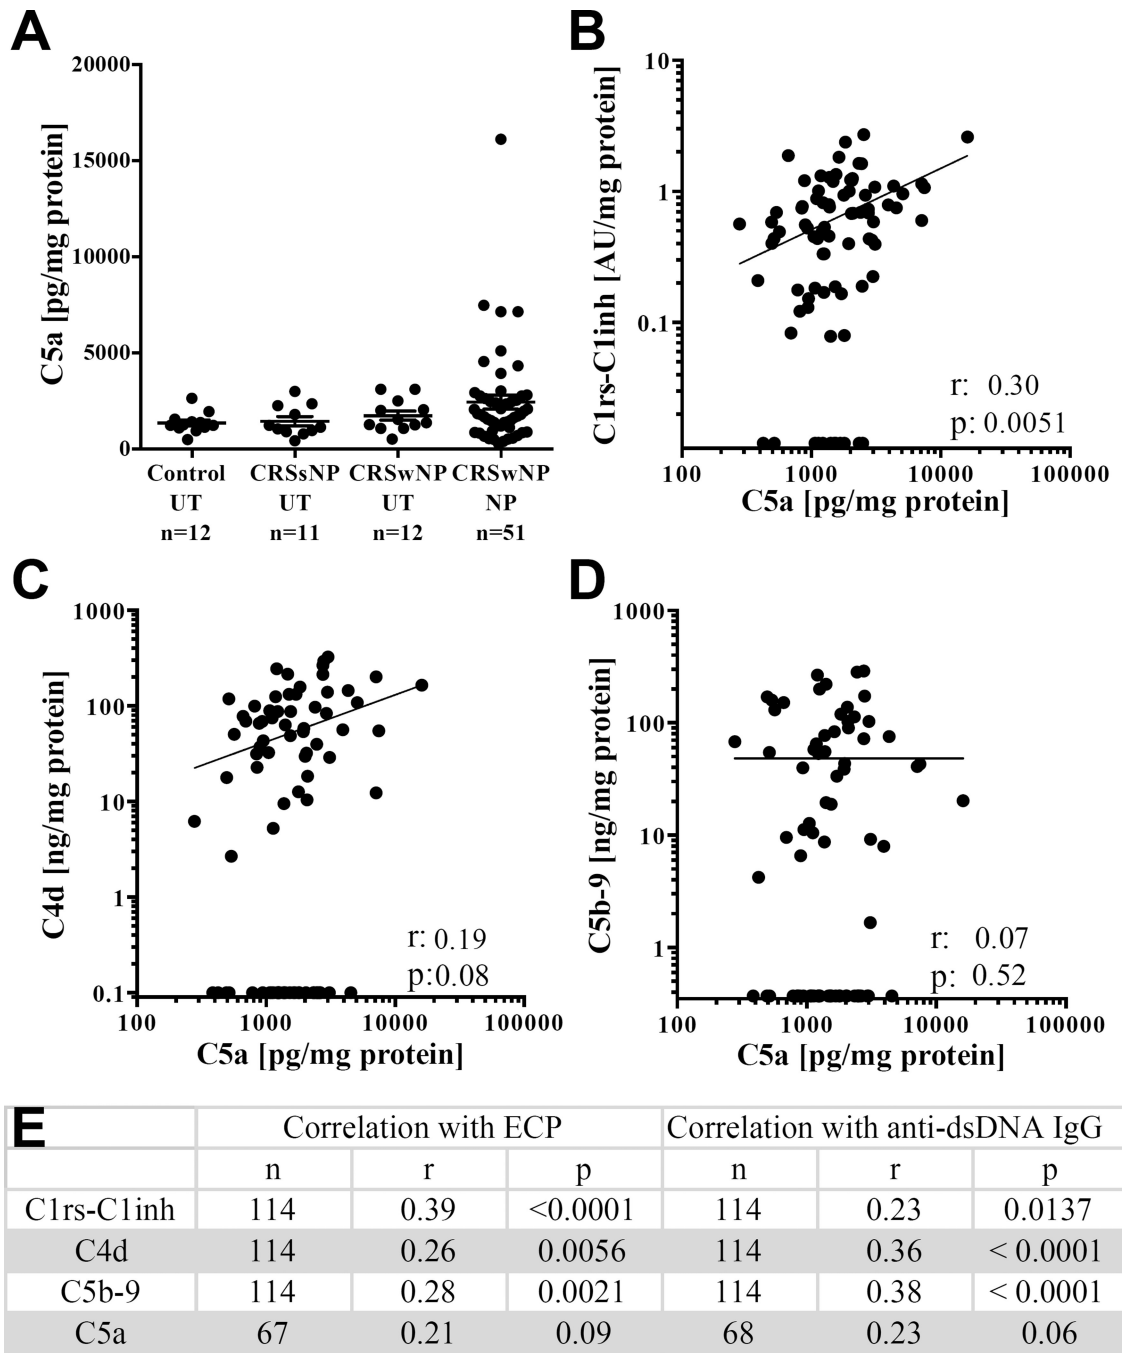 A
C5a [pg/mg protein]
20000
15000
10000
5000
0
Control CRSsNP CRSwNP CRSwNP
UT UT UT NP
n=12 n=11 n=12 n=51
B
C1rs-C1inh [AU/mg protein]
10
1
0.1
r: 0.30
p: 0.0051
100 1000 10000 100000
C5a [pg/mg protein]
C
C4d [ng/mg protein]
1000
100
10
1
0.1
r: 0.19
p:0.08
100 1000 10000 100000
C5a [pg/mg protein]
D
C5b-9 [ng/mg protein]
1000
100
10
1
r: 0.07
p: 0.52
100 1000 10000 100000
C5a [pg/mg protein]
E
Correlation with ECP Correlation with anti-dsDNA IgG
n r p n r p
C1rs-C1inh 114 0.39 <0.0001 114 0.23 0.0137
C4d 114 0.26 0.0056 114 0.36 < 0.0001
C5b-9 114 0.28 0.0021 114 0.38 < 0.0001
C5a 67 0.21 0.09 68 0.23 0.06